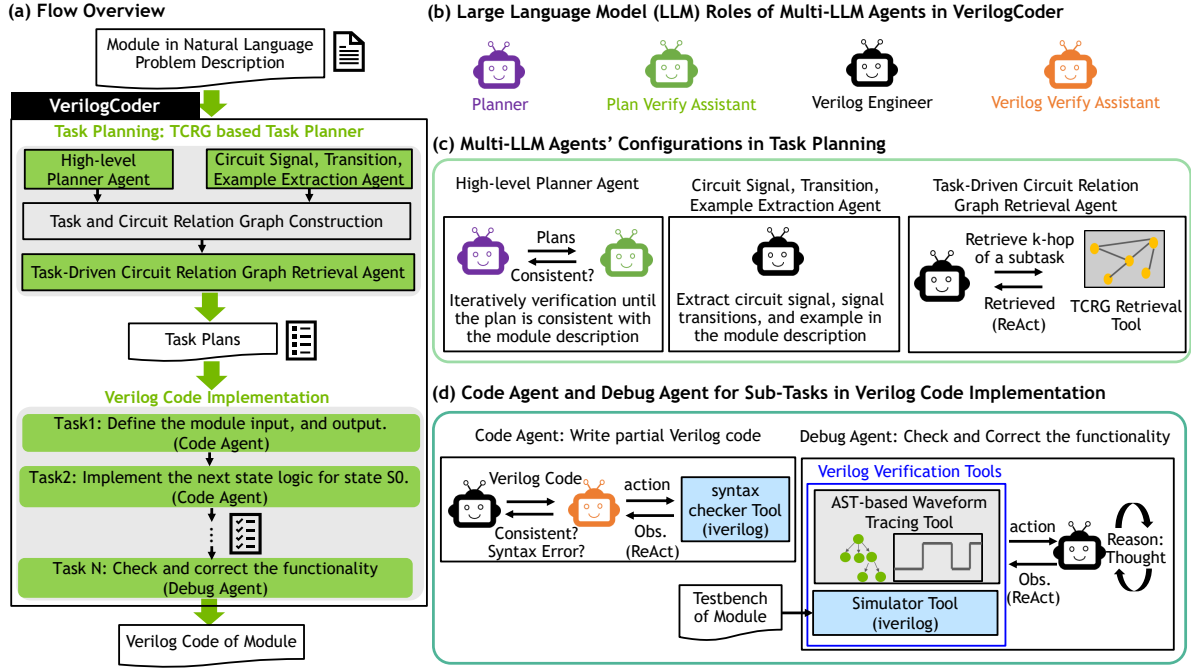 (a) Flow Overview
Module in Natural Language
Problem Description
VerilogCoder
Task Planning: TCRG based Task Planner
High-level
Planner Agent
Circuit Signal, Transition,
Example Extraction Agent
Task and Circuit Relation Graph Construction
Task-Driven Circuit Relation Graph Retrieval Agent
Task Plans
Verilog Code Implementation
Task1: Define the module input, and output.
(Code Agent)
Task2: Implement the next state logic for state S0.
(Code Agent)
Task N: Check and correct the functionality
(Debug Agent)
Verilog Code of Module
(b) Large Language Model (LLM) Roles of Multi-LLM Agents in VerilogCoder
Planner
Plan Verify Assistant
Verilog Engineer
Verilog Verify Assistant
(c) Multi-LLM Agents' Configurations in Task Planning
High-level Planner Agent
Plans
Consistent?
Iteratively verification until
the plan is consistent with
the module description
Circuit Signal, Transition,
Example Extraction Agent
Extract circuit signal, signal
transitions, and example in
the module description
Task-Driven Circuit Relation
Graph Retrieval Agent
Retrieve k-hop
of a subtask
Retrieved
(ReAct)
TCRG Retrieval
Tool
(d) Code Agent and Debug Agent for Sub-Tasks in Verilog Code Implementation
Code Agent: Write partial Verilog code
Verilog Code
Consistent?
Syntax Error?
action
Obs.
(ReAct)
syntax
checker Tool
(iverilog)
Debug Agent: Check and Correct the functionality
Verilog Verification Tools
AST-based Waveform
Tracing Tool
Simulator Tool
(iverilog)
action
Obs.
(ReAct)
Reason:
Thought
Testbench
of Module